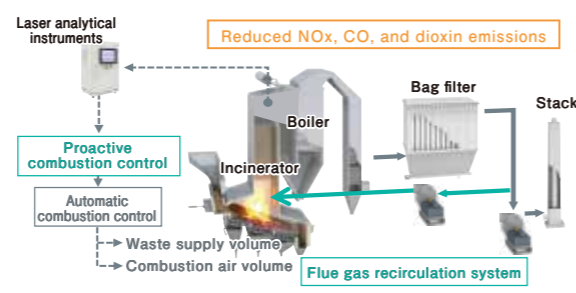 Laser analytical
instruments
Reduced NOx, CO, and dioxin emissions
Bag filter
Stack
Boiler
Proactive
combustion control
Incinerator
Automatic
combustion control
Waste supply volume
Combustion air volume
Flue gas recirculation system